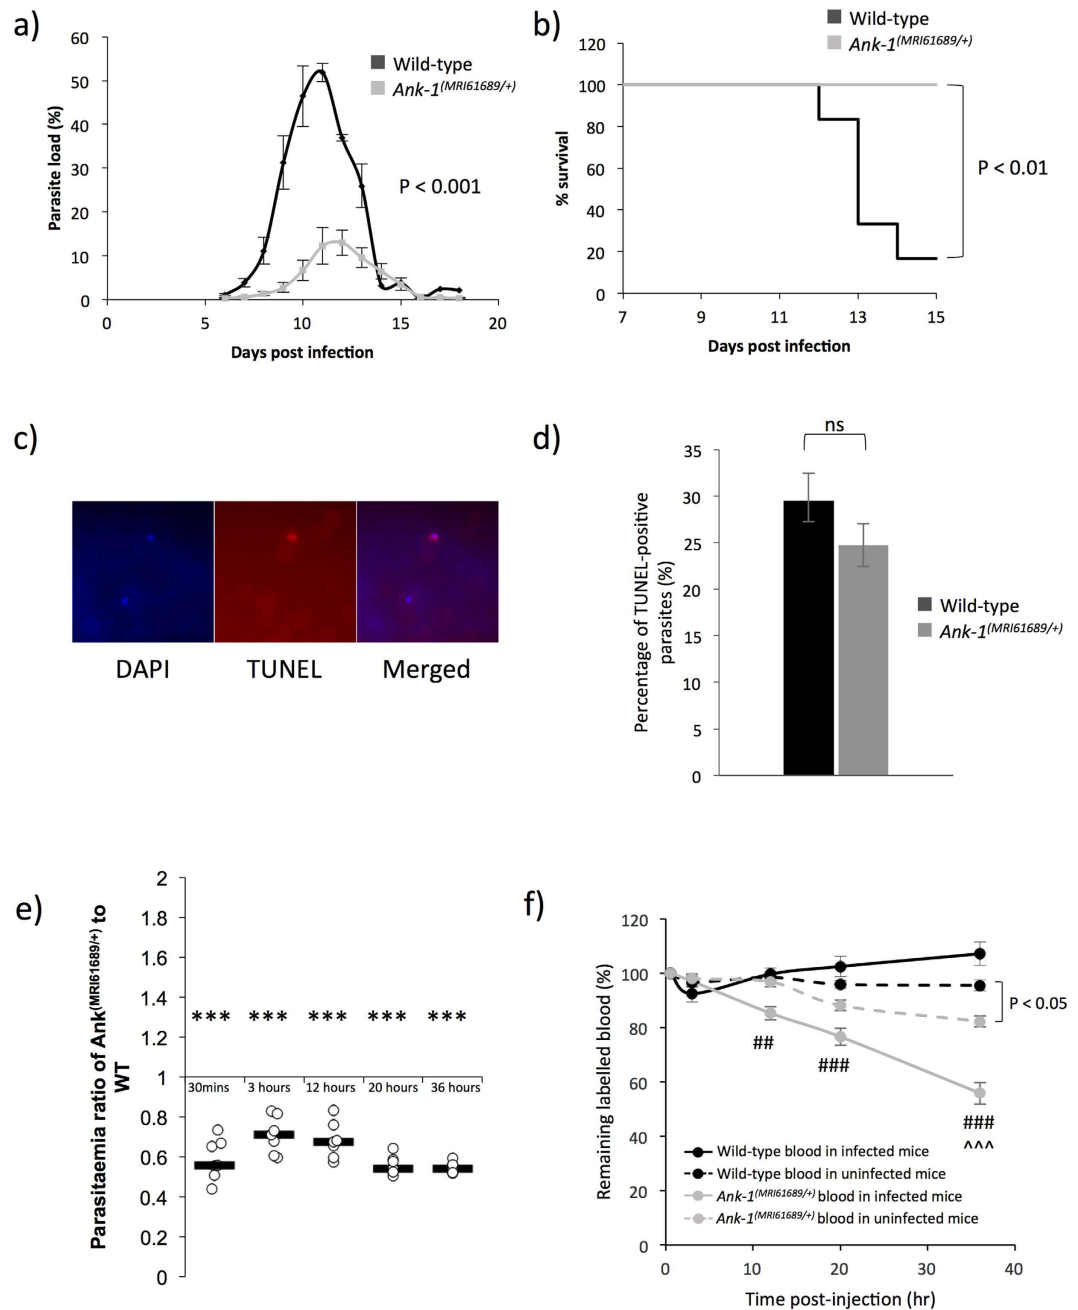 a)
60
50
40
30
20
10
0
Parasite load (%)
0 5 10 15 20
Days post infection
Wild-type
Ank-1(MRI61689/+)
P < 0.001
b)
Wild-type
Ank-1(MRI61689/+)
120
100
80
60
40
20
0
% survival
7 9 11 13 15
Days post infection
P < 0.01
c)
DAPI TUNEL Merged
d)
ns
35
30
25
20
15
10
5
0
Percentage of TUNEL-positive
parasites (%)
Wild-type
Ank-1(MRI61689/+)
e)
Parasitaemia ratio of Ank(MRI61689/+) to
WT
2
1.8
1.6
1.4
1.2
1
0.8
0.6
0.4
0.2
0
*** *** *** *** ***
30mins 3 hours 12 hours 20 hours 36 hours
f)
120
100
80
60
40
20
0
Remaining labelled blood (%)
P < 0.05
##
###
###
^^^
Wild-type blood in infected mice
Wild-type blood in uninfected mice
Ank-1(MRI61689/+) blood in infected mice
Ank-1(MRI61689/+) blood in uninfected mice
0 10 20 30 40
Time post-injection (hr)